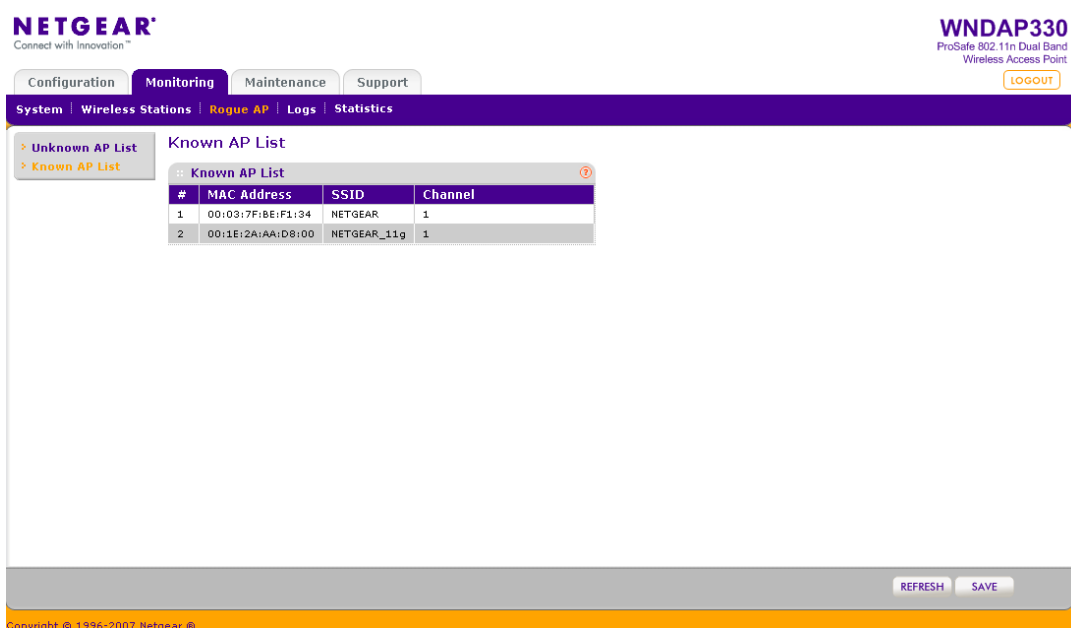 NETGEAR®
Connect with Innovation™
WNDAP330
ProSafe 802.11n Dual Band
Wireless Access Point
Configuration Monitoring Maintenance Support
LOGOUT
System | Wireless Stations | Rogue AP | Logs | Statistics
Unknown AP List
Known AP List
Known AP List
:: Known AP List ?
# MAC Address SSID Channel
1 00:03:7F:BE:F1:34 NETGEAR 1
2 00:1E:2A:AA:D8:00 NETGEAR_11g 1
REFRESH SAVE
Copyright © 1996-2007 Netgear ®